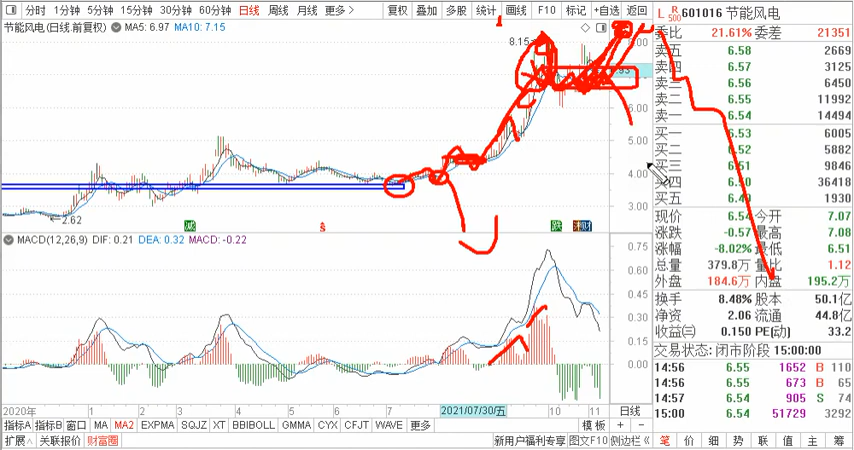 分时 1分钟 5分钟 15分钟 30分钟 60分钟 日线 周线 月线 更多 复权 叠加 多股 统计 画线 F10 标记 +自选 返回
节能风电 (日线.前复权) MA5: 6.97 MA10: 7.15
8.15
7.00
5.00
4.00
3.00
2.62
减
$
跌
财
MACD(12,26,9) DIF: 0.21 DEA: 0.32 MACD: -0.22
0.75
0.60
0.45
0.30
0.15
0.00
-0.15
2020年 1 2 3 4 5 6 7 2021/07/30/五 10 11 日线
指标A 指标B 窗口 MA MA2 EXPMA SQJZ XT BBIBOLL GMMA CYX CFJT WAVE 更多 模板 + -
扩展∧ 关联报价 财富圈 新用户福利专享 图文F10 侧边栏《
L R 500 601016 节能风电
委比 21.61% 委差 21351
卖五 6.58 2669
卖四 6.57 3125
卖三 6.56 6450
卖二 6.55 11992
卖一 6.54 14494
买一 6.53 6005
买二 6.52 5882
买三 6.51 9846
买四 6.50 36418
买五 6.49 1930
现价 6.54 今开 7.07
涨跌 -0.57 最高 7.08
涨幅 -8.02% 最低 6.51
总量 379.8万 量比 1.12
外盘 184.6万 内盘 195.2万
换手 8.48% 股本 50.1亿
净资 2.06 流通 44.8亿
收益㈢ 0.150 PE(动) 33.2
交易状态: 闭市阶段 15:00:00
14:56 6.55 1652 B 110
14:56 6.55 673 B 65
14:57 6.54 905 S 74
15:00 6.54 51729 3292
笔 价 细 势 联 值 主 筹